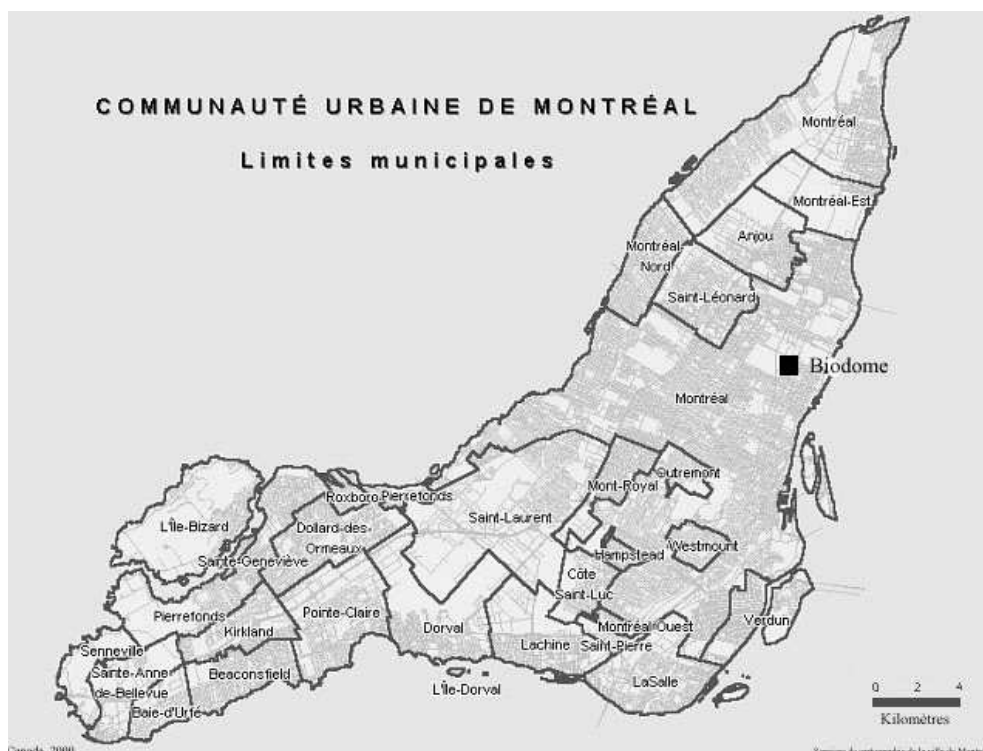 COMMUNAUTÉ URBAINE DE MONTRÉAL
Limites municipales
Montréal
Montréal-Est
Anjou
Montréal-
Nord
Saint-Léonard
Biodome
Montréal
Outremont
Mont-Royal
Roxboro
Pierrefonds
Saint-Laurent
L'Île-Bizard
Dollard-des-
Ormeaux
Westmount
Hampstead
Sainte-Geneviève
Côte
Saint-Luc
Pierrefonds
Pointe-Claire
Kirkland
Dorval
Montréal-Ouest
Verdun
Lachine
Saint-Pierre
Senneville
Sainte-Anne
de-Bellevue
Beaconsfield
LaSalle
L'Île-Dorval
Baie-d'Urfé
0 2 4
Kilomètres
Canada, 2000